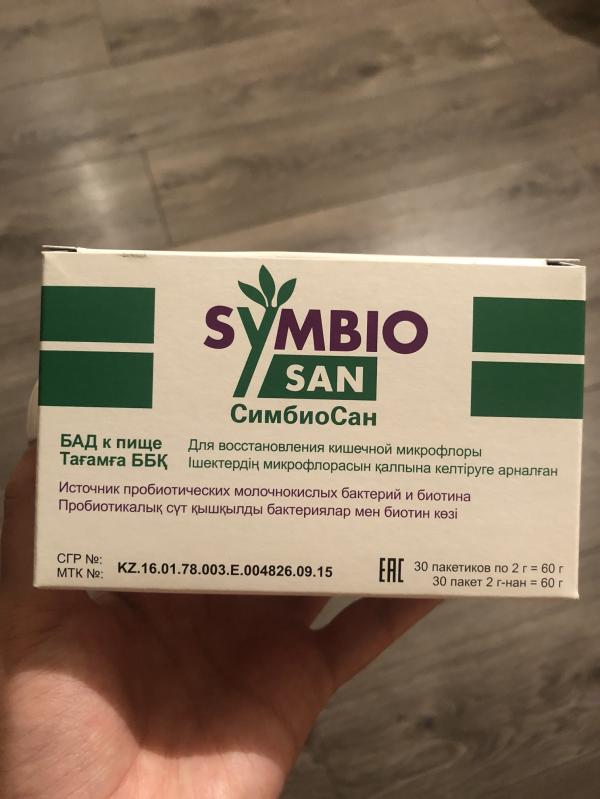 SYMBIO
SAN
СимбиоСан
БАД к пище
Тағамға ББҚ
Для восстановления кишечной микрофлоры
Ішектердің микрофлорасын қалпына келтіруге арналған
Источник пробиотических молочнокислых бактерий и биотина
Пробиотикалық сүт қышқылды бактериялар мен биотин көзі
СГР №:
МТК №:
KZ.16.01.78.003.E.004826.09.15
EAC
30 пакетиков по 2 г = 60 г
30 пакет 2 г-нан = 60 г